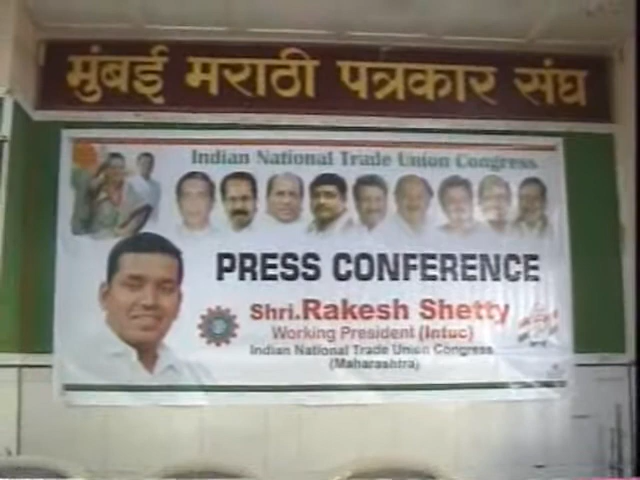 मुंबई मराठी पत्रकार संघ
Indian National Trade Union Congress
PRESS CONFERENCE
Shri.Rakesh Shetty
Working President (Intuc)
Indian National Trade Union Congress
(Maharashtra)